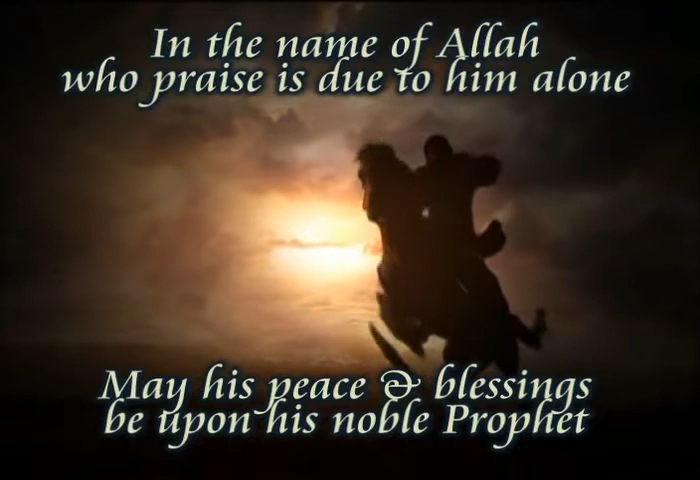 In the name of Allah
who praise is due to him alone
May his peace & blessings
be upon his noble Prophet